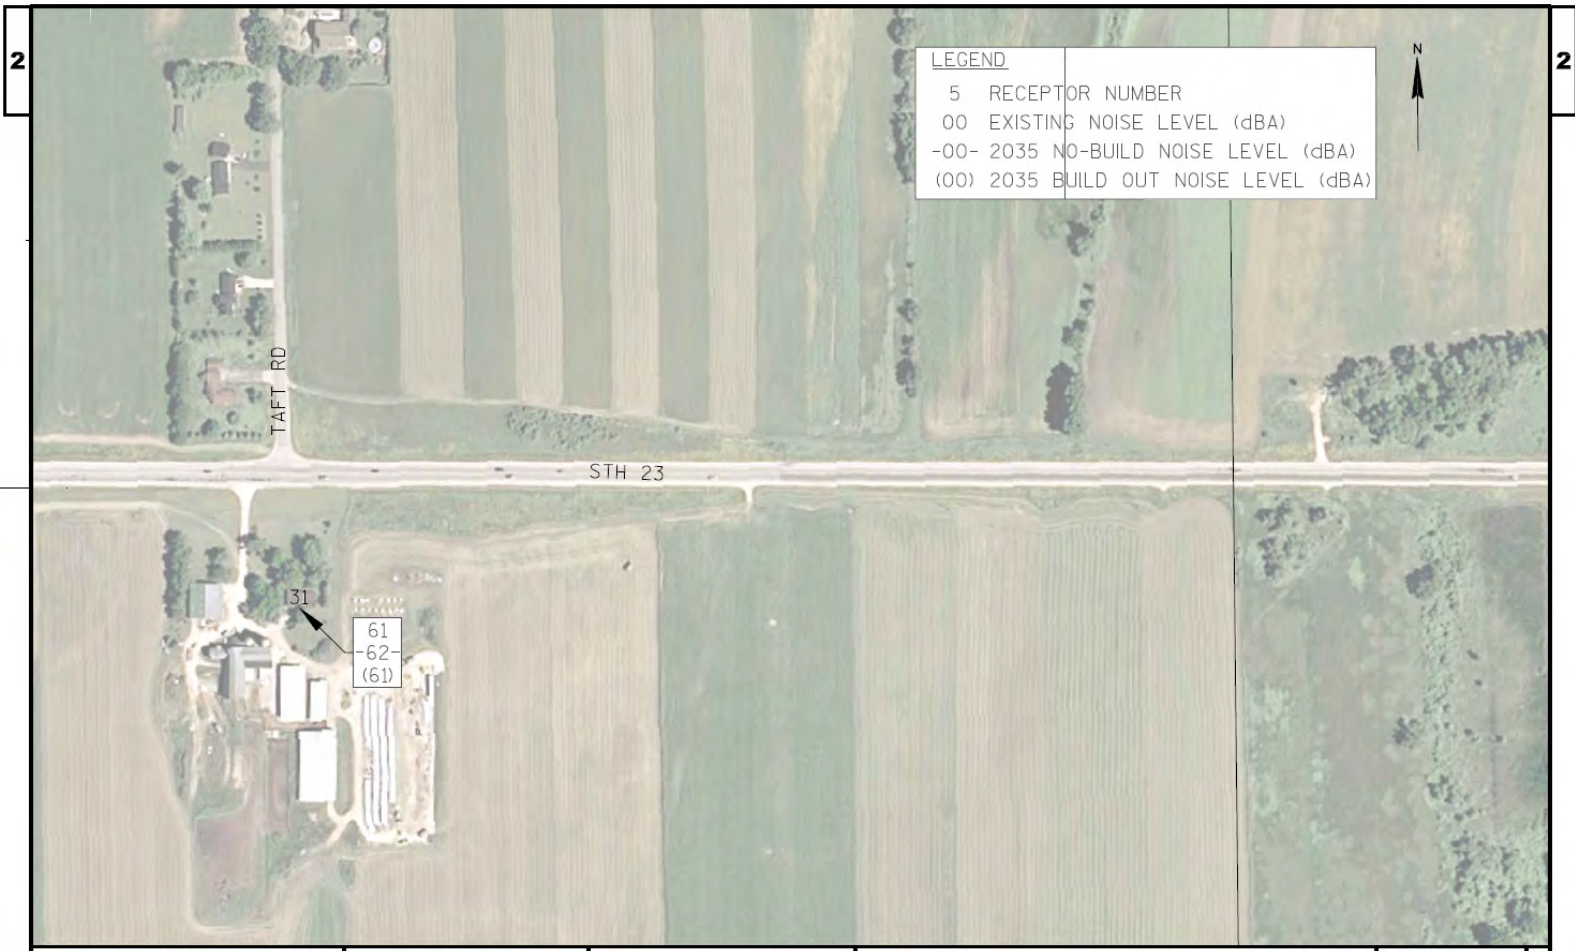 2
2
LEGEND
5 RECEPTOR NUMBER
00 EXISTING NOISE LEVEL (dBA)
-00- 2035 NO-BUILD NOISE LEVEL (dBA)
(00) 2035 BUILD OUT NOISE LEVEL (dBA)
N
TAFT RD
STH 23
31
61
-62-
(61)